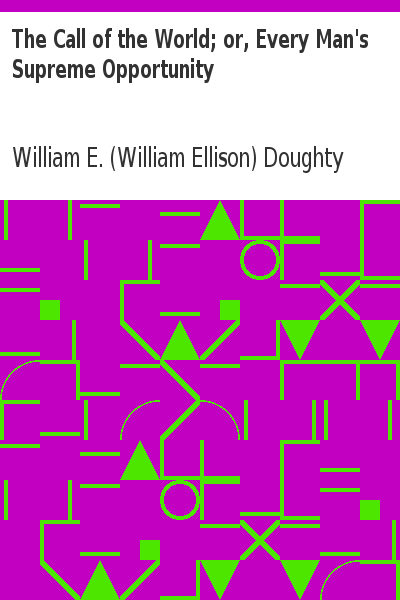 The Call of the World; or, Every Man's
Supreme Opportunity
William E. (William Ellison) Doughty